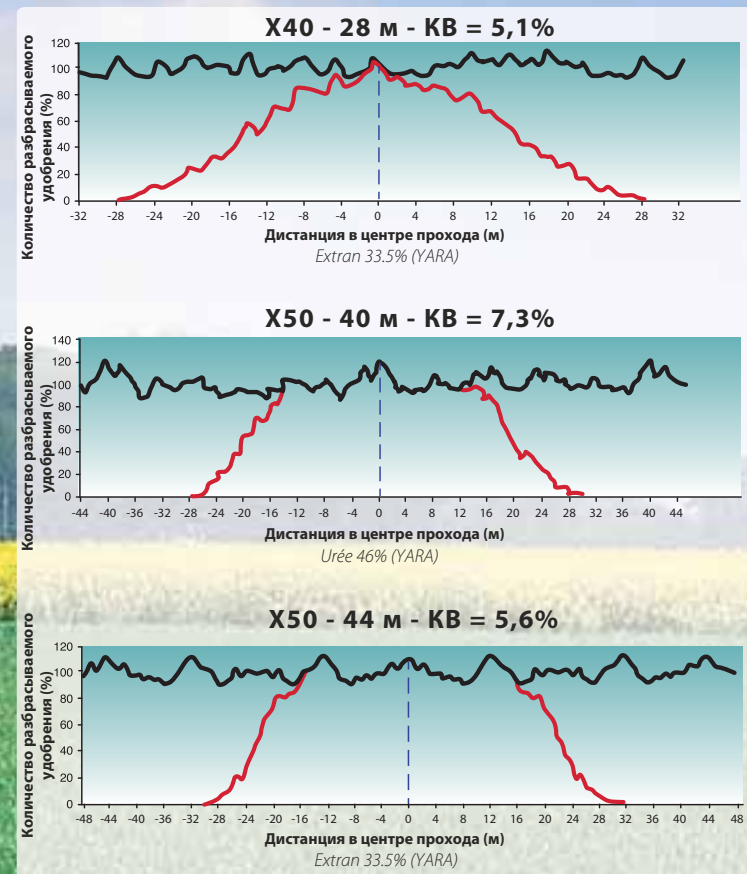 X40 - 28 м - КВ = 5,1%
Количество разбрасываемого
удобрения (%)
120
100
80
60
40
20
0
-32 -28 -24 -20 -16 -12 -8 -4 0 4 8 12 16 20 24 28 32
Дистанция в центре прохода (м)
Extran 33.5% (YARA)
X50 - 40 м - КВ = 7,3%
Количество разбрасываемого
удобрения (%)
140
120
100
80
60
40
20
0
-44 -40 -36 -32 -28 -24 -20 -16 -12 -8 -4 0 4 8 12 16 20 24 28 32 36 40 44
Дистанция в центре прохода (м)
Urée 46% (YARA)
X50 - 44 м - КВ = 5,6%
Количество разбрасываемого
удобрения (%)
120
100
80
60
40
20
0
-48 -44 -40 -36 -32 -28 -24 -20 -16 -12 -8 -4 0 4 8 12 16 20 24 28 32 36 40 44 48
Дистанция в центре прохода (м)
Extran 33.5% (YARA)